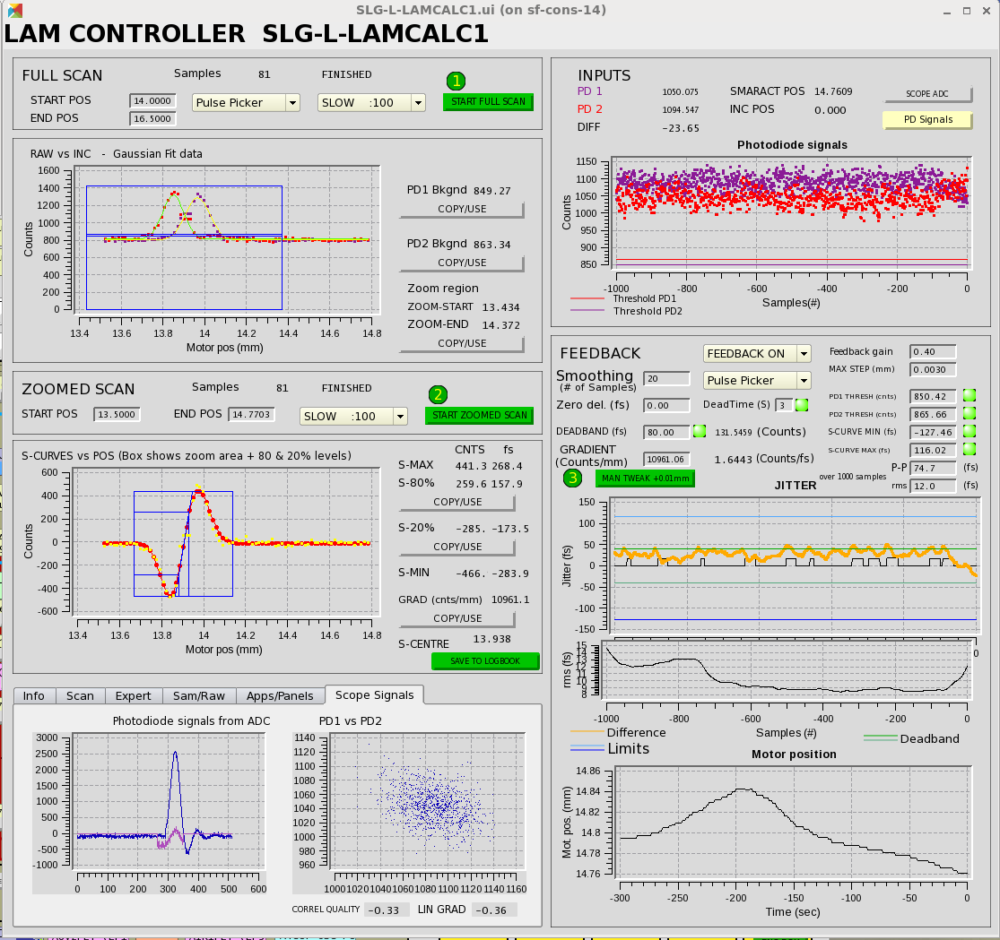 SLG-L-LAMCALC1.ui (on sf-cons-14)
LAM CONTROLLER SLG-L-LAMCALC1
FULL SCAN Samples 81 FINISHED 1
START POS 14.0000 Pulse Picker SLOW :100 START FULL SCAN
END POS 16.5000
RAW vs INC - Gaussian Fit data
1600
1400
1200
1000
800
600
400
200
0
Counts
13.4 13.6 13.8 14 14.2 14.4 14.6 14.8
Motor pos (mm)
PD1 Bkgnd 849.27
COPY/USE
PD2 Bkgnd 863.34
COPY/USE
Zoom region
ZOOM-START 13.434
ZOOM-END 14.372
COPY/USE
ZOOMED SCAN Samples 81 FINISHED 2
START POS 13.5000 END POS 14.7703 SLOW :100 START ZOOMED SCAN
S-CURVES vs POS (Box shows zoom area + 80 & 20% levels)
600
400
200
0
-200
-400
-600
Counts
13.4 13.6 13.8 14 14.2 14.4 14.6 14.8
Motor pos (mm)
CNTS fs
S-MAX 441.3 268.4
S-80% 259.6 157.9
COPY/USE
S-20% -285. -173.5
COPY/USE
S-MIN -466. -283.9
GRAD (cnts/mm) 10961.1
COPY/USE
S-CENTRE 13.938
SAVE TO LOGBOOK
Info Scan Expert Sam/Raw Apps/Panels Scope Signals
Photodiode signals from ADC
3000
2500
2000
1500
1000
500
0
-500
-1000
0 100 200 300 400 500 600
PD1 vs PD2
1140
1120
1100
1080
1060
1040
1020
1000
980
960
1000 1020 1040 1060 1080 1100 1120 1140 1160
CORREL QUALITY -0.33 LIN GRAD -0.36
INPUTS
PD 1 1050.075 SMARACT POS 14.7609 SCOPE ADC
PD 2 1094.547 INC POS 0.000 PD Signals
DIFF -23.65
Photodiode signals
1150
1100
1050
1000
950
900
850
Counts
-1000 -800 -600 -400 -200 0
Samples(#)
Threshold PD1
Threshold PD2
FEEDBACK FEEDBACK ON Feedback gain 0.40
MAX STEP (mm) 0.0030
Smoothing 20 Pulse Picker
(# of Samples)
PD1 THRESH (cnts) 850.42
Zero del. (fs) 0.00 DeadTime (S) 3
PD2 THRESH (cnts) 865.66
DEADBAND (fs) 80.00 131.5459 (Counts)
S-CURVE MIN (fs) -127.46
GRADIENT
(Counts/mm) 10961.06 1.6443 (Counts/fs)
S-CURVE MAX (fs) 116.02
P-P 74.7 (fs)
3 MAN TWEAK +0.01mm JITTER over 1000 samples rms 12.0 (fs)
150
100
50
0
-50
-100
-150
Jitter (fs)
0
15
14
13
12
11
10
9
8
rms (fs)
-1000 -800 -600 -400 -200 0
Samples (#)
Difference
Limits
Deadband
Motor position
14.86
14.84
14.82
14.8
14.78
14.76
Mot. pos. (mm)
-300 -250 -200 -150 -100 -50 0
Time (sec)